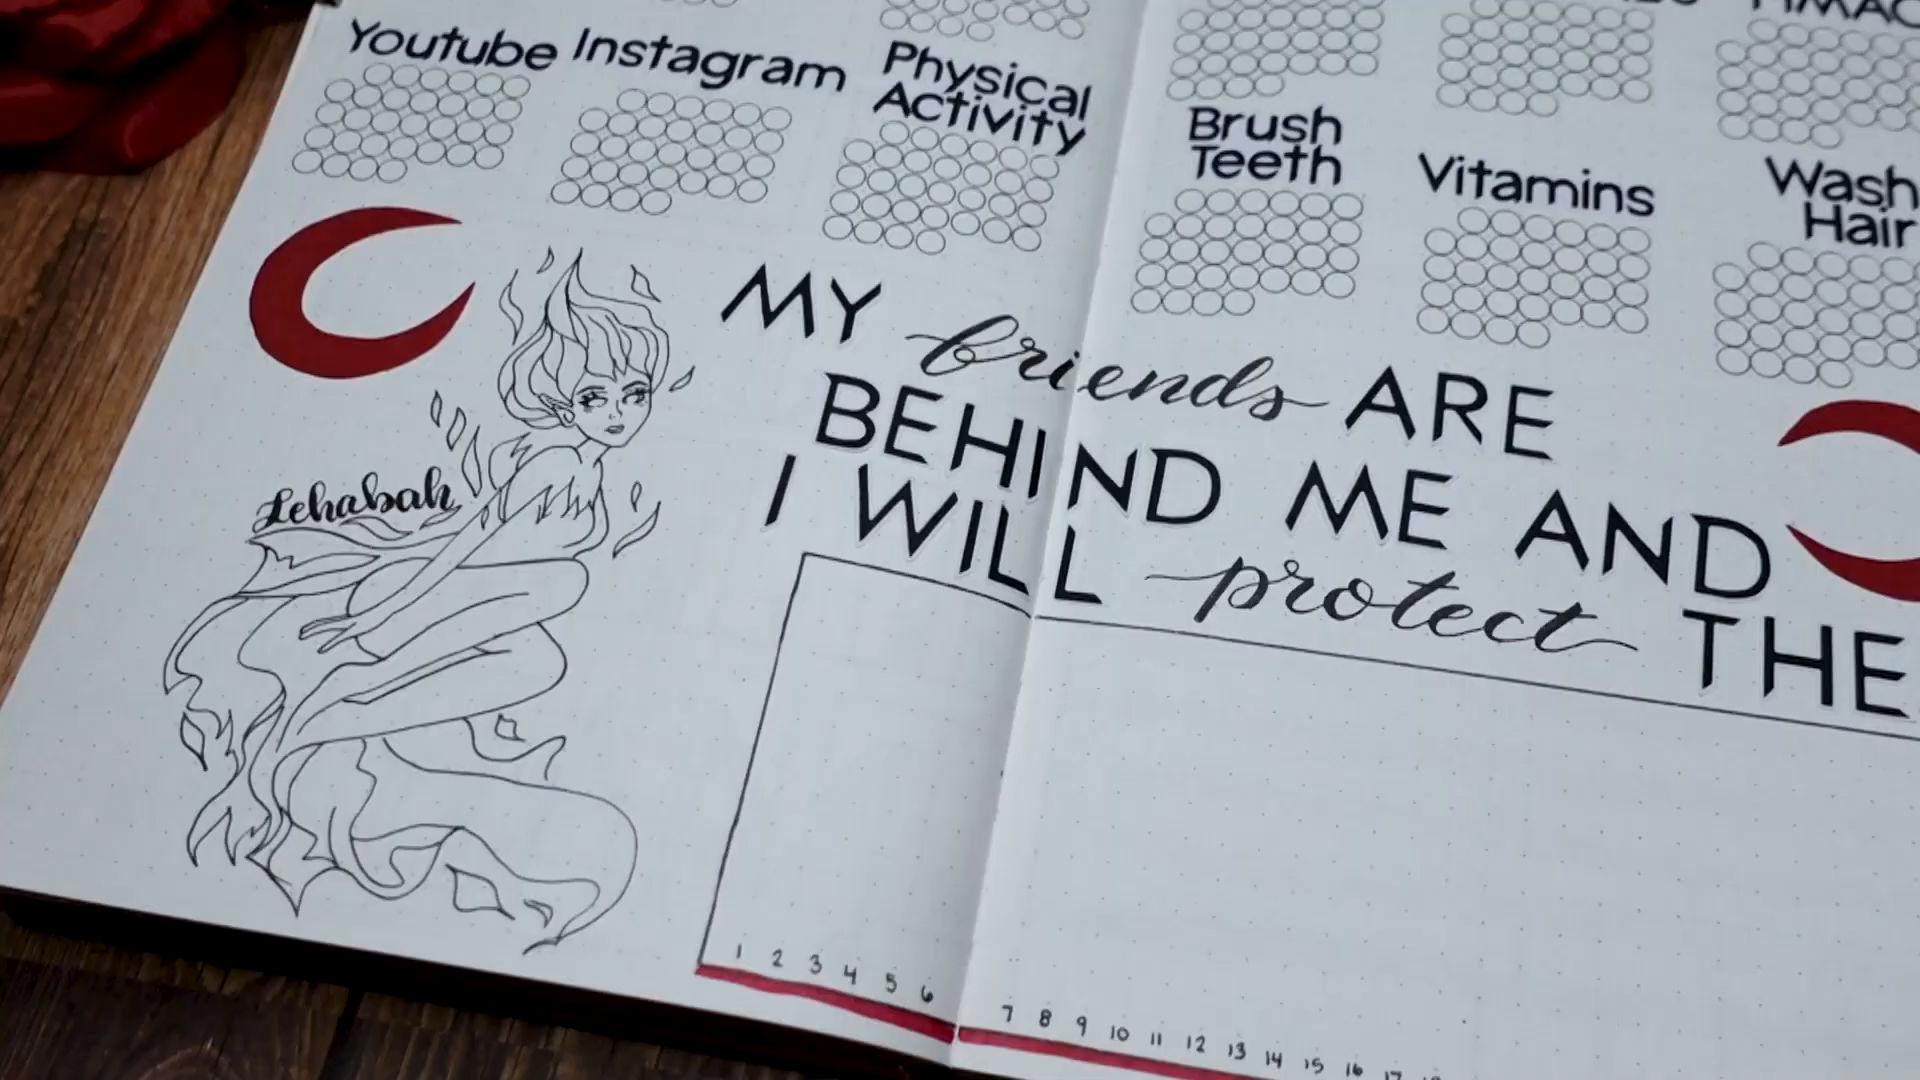 Youtube
Instagram
Physical
Activity
Brush
Teeth
Vitamins
Wash
Hair
MY friends ARE
BEHIND ME AND
I WILL protect THE
Lehabah
1 2 3 4 5 6 7 8 9 10 11 12 13 14 15 16 17